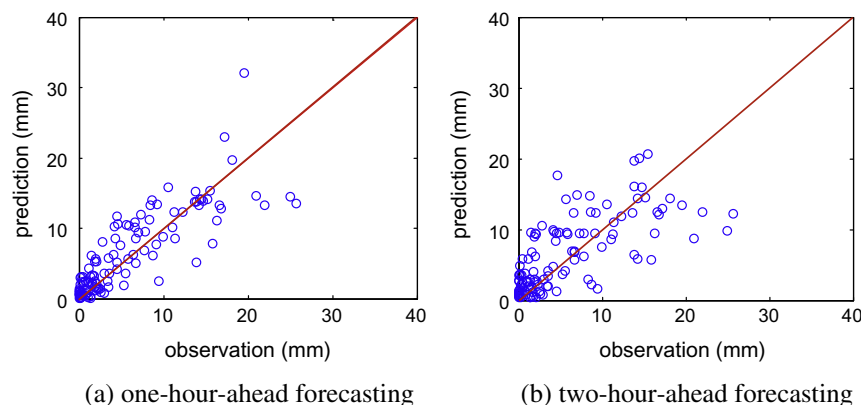 40
30
20
10
0
prediction (mm)
0 10 20 30 40
observation (mm)
(a) one-hour-ahead forecasting
40
30
20
10
0
prediction (mm)
0 10 20 30 40
observation (mm)
(b) two-hour-ahead forecasting